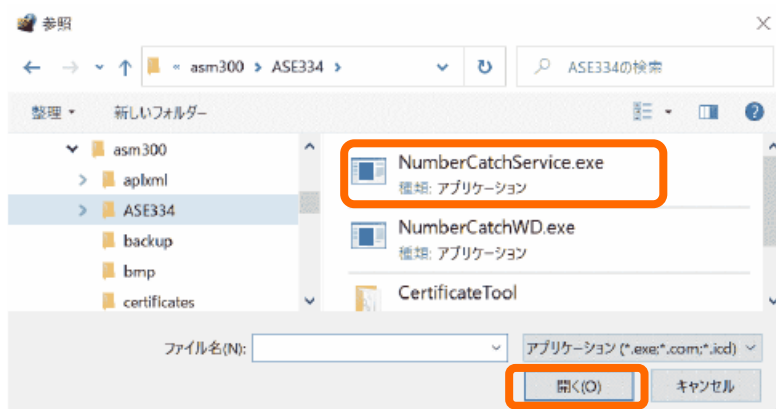 参照
« asm300 > ASE334 >
ASE334の検索
整理
新しいフォルダー
asm300
aplxml
ASE334
backup
bmp
certificates
NumberCatchService.exe
種類: アプリケーション
NumberCatchWD.exe
種類: アプリケーション
CertificateTool
ファイル名(N):
アプリケーション (*.exe;*.com;*.icd)
開く(O)
キャンセル